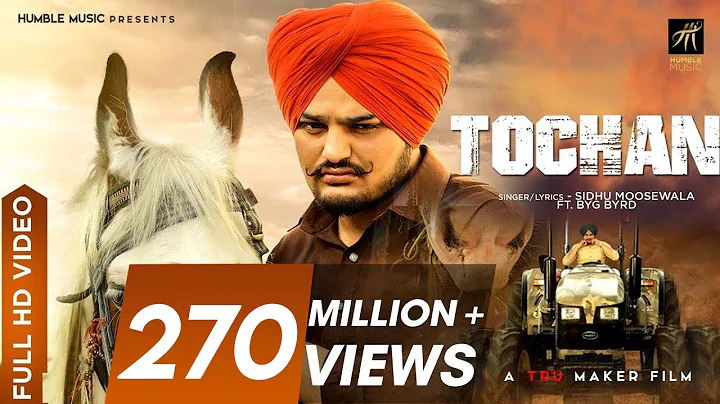 HUMBLE MUSIC PRESENTS
HUMBLE
MUSIC
TOCHAN
SINGER/LYRICS - SIDHU MOOSEWALA
FT. BYG BYRD
FULL HD VIDEO
270 MILLION +
VIEWS
A TRU MAKER FILM